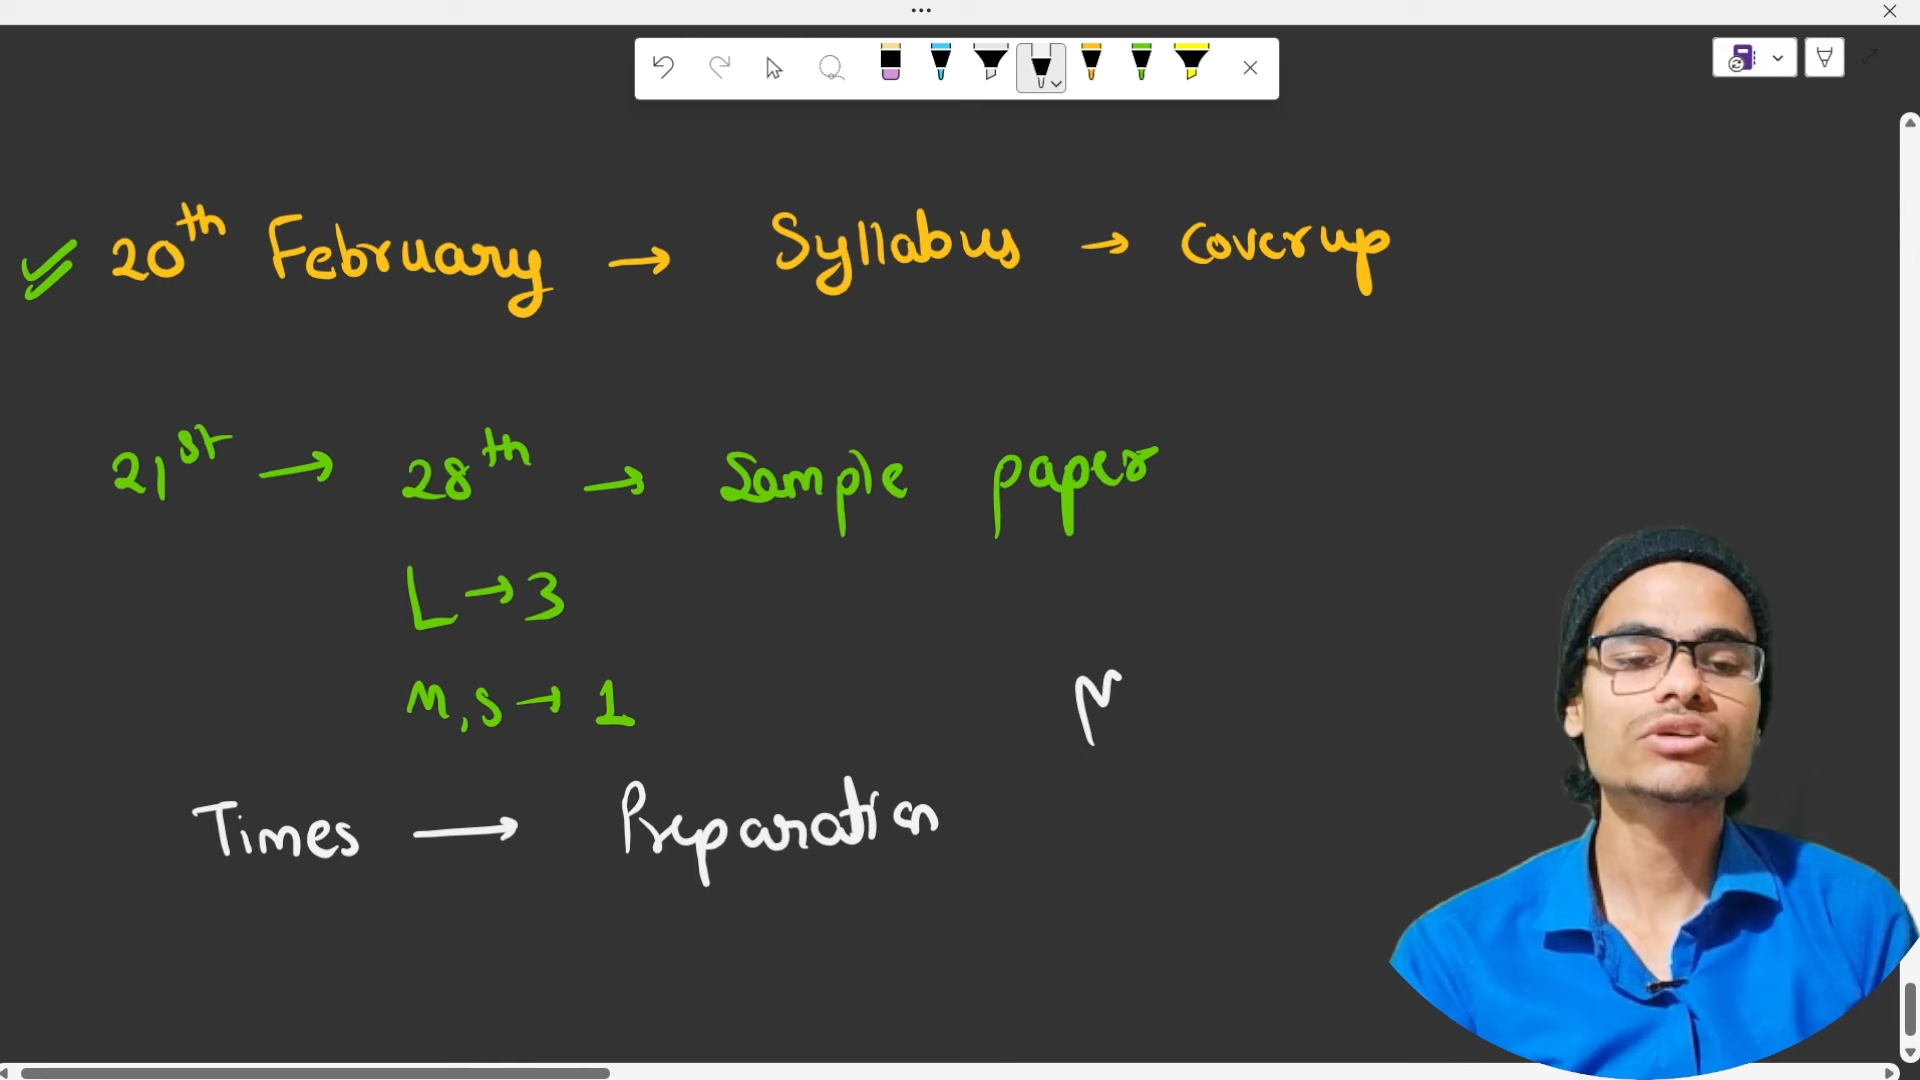 20th February → Syllabus → Coverup
21st → 28th → Sample paper
L → 3
M, S → 1
Times → Preparation